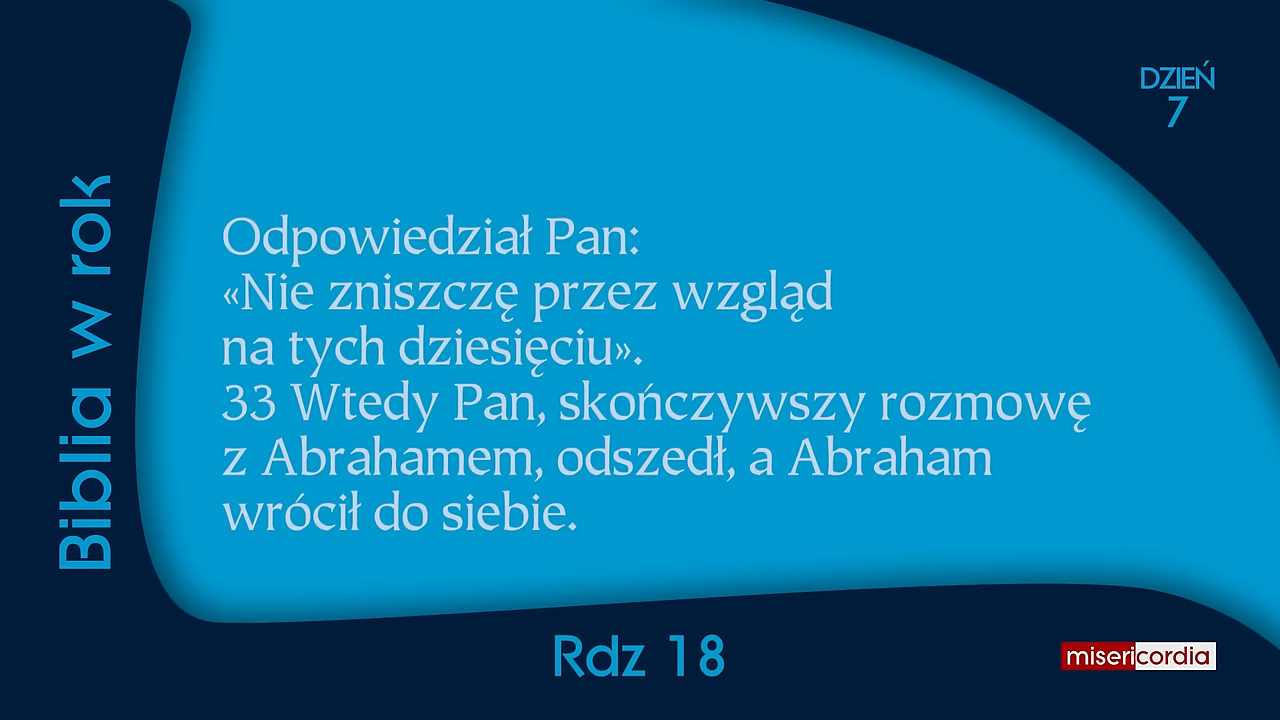 DZIEŃ
7
Biblia w rok
Odpowiedział Pan:
«Nie zniszczę przez wzgląd
na tych dziesięciu».
33 Wtedy Pan, skończywszy rozmowę
z Abrahamem, odszedł, a Abraham
wrócił do siebie.
Rdz 18
misericordia